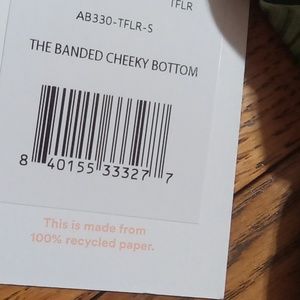 TFLR
AB330-TFLR-S
THE BANDED CHEEKY BOTTOM
8 40155 33327 7
This is made from
100% recycled paper.